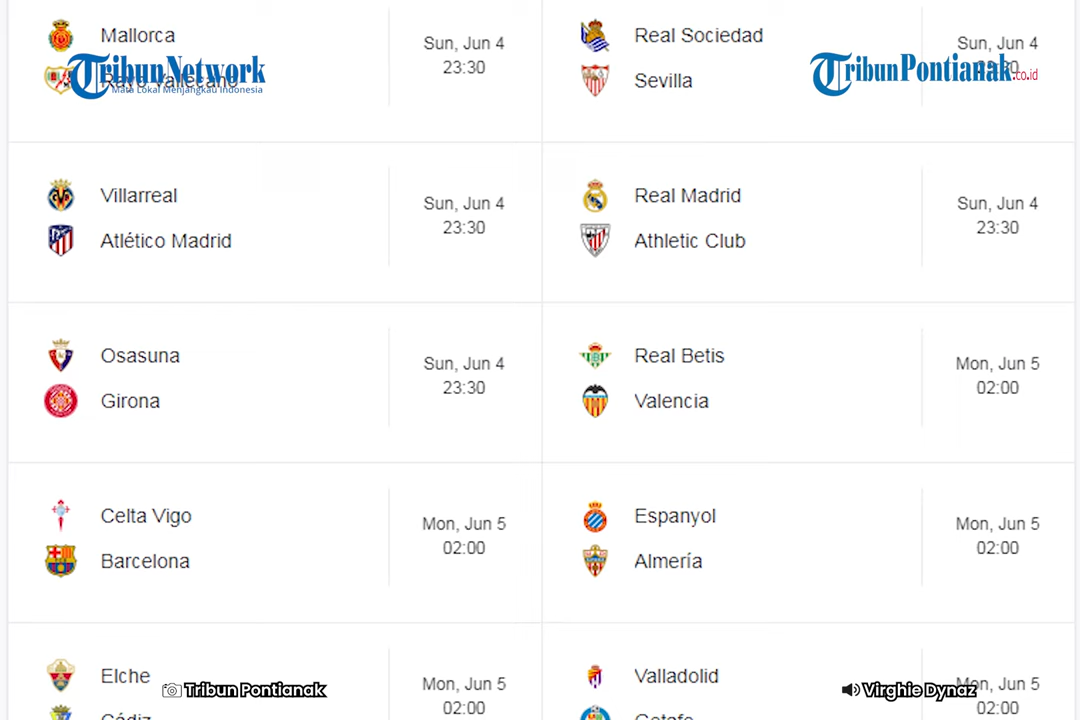 Mallorca
Sun, Jun 4
Rayo Vallecano
23:30
TribunNetwork
Mata Lokal Menjangkau Indonesia
Real Sociedad
Sun, Jun 4
Sevilla
TribunPontianak.co.id
Villarreal
Sun, Jun 4
Atlético Madrid
23:30
Real Madrid
Sun, Jun 4
Athletic Club
23:30
Osasuna
Sun, Jun 4
Girona
23:30
Real Betis
Mon, Jun 5
Valencia
02:00
Celta Vigo
Mon, Jun 5
Barcelona
02:00
Espanyol
Mon, Jun 5
Almería
02:00
Elche
Mon, Jun 5
Cádiz
02:00
Tribun Pontianak
Valladolid
Mon, Jun 5
Getafe
02:00
Virghie Dynaz